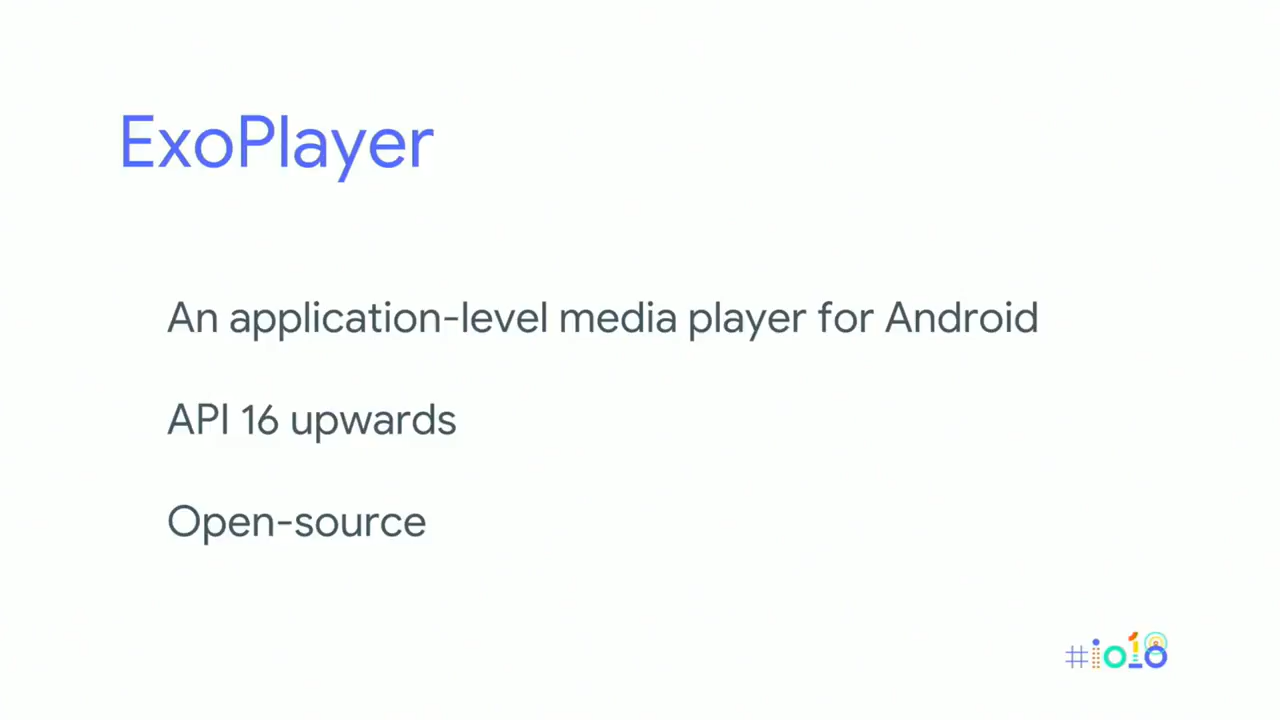 ExoPlayer
An application-level media player for Android
API 16 upwards
Open-source
#io18